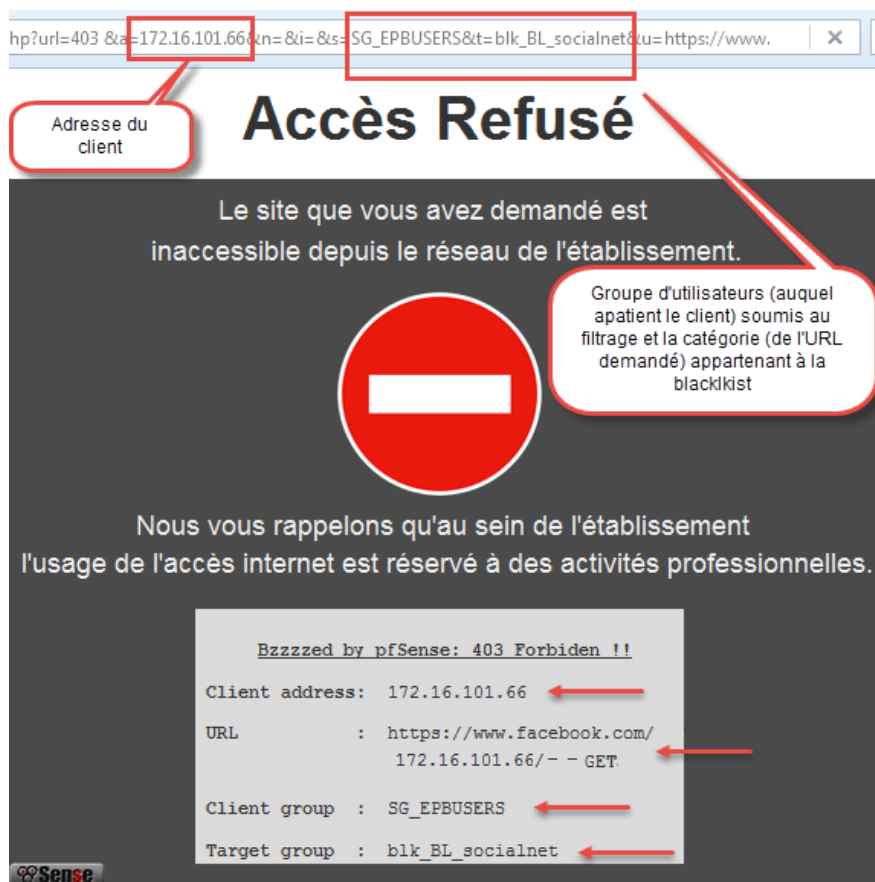 hp?url=403 &a=172.16.101.66&n=&i=&s=SG_EPBUSERS&t=blk_BL_socialnet&u=https://www.
Adresse du
client
Accès Refusé
Le site que vous avez demandé est
inaccessible depuis le réseau de l'établissement.
Groupe d'utilisateurs (auquel
apatient le client) soumis au
filtrage et la catégorie (de l'URL
demandé) appartenant à la
blacklkist
Nous vous rappelons qu'au sein de l'établissement
l'usage de l'accès internet est réservé à des activités professionnelles.
Bzzzzed by pfSense: 403 Forbiden !!
Client address: 172.16.101.66
URL : https://www.facebook.com/
172.16.101.66/- - GET
Client group : SG_EPBUSERS
Target group : blk_BL_socialnet
Sense